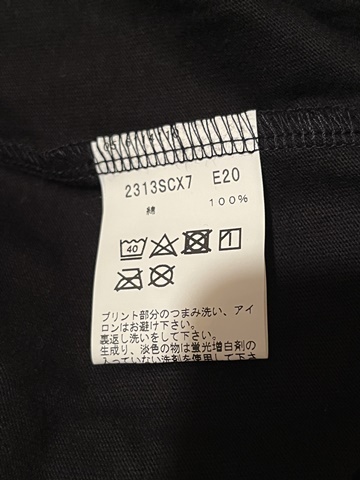 2313SCX7 E20
綿 100%
40
プリント部分のつまみ洗い、アイ
ロンはお避け下さい。
裏返し洗いをして下さい。
生成り、淡色の物は蛍光増白剤の
入っていない洗剤を使用して下さい